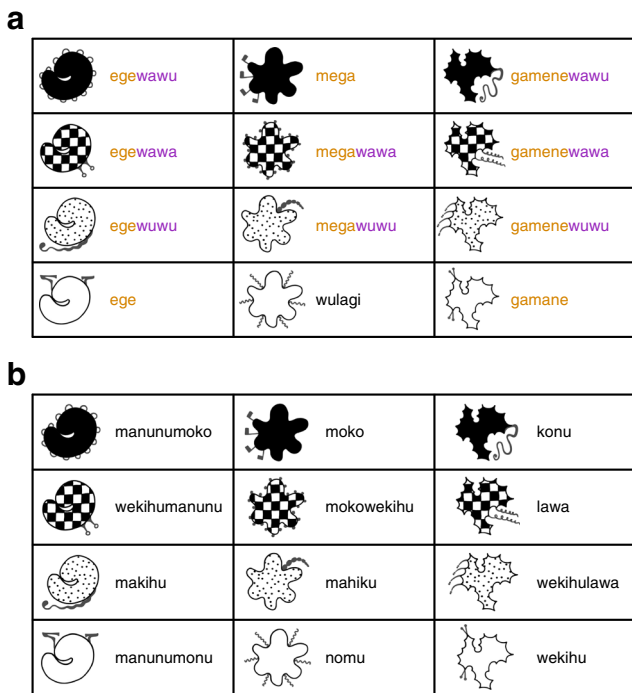 a
egewawu mega gamenewawu
egewawa megawawa gamenewawa
egewuwu megawuwu gamenewuwu
ege wulagi gamane
b
manunumoko moko konu
wekihumanunu mokowekihu lawa
makihu mahiku wekihulawa
manunumonu nomu wekihu